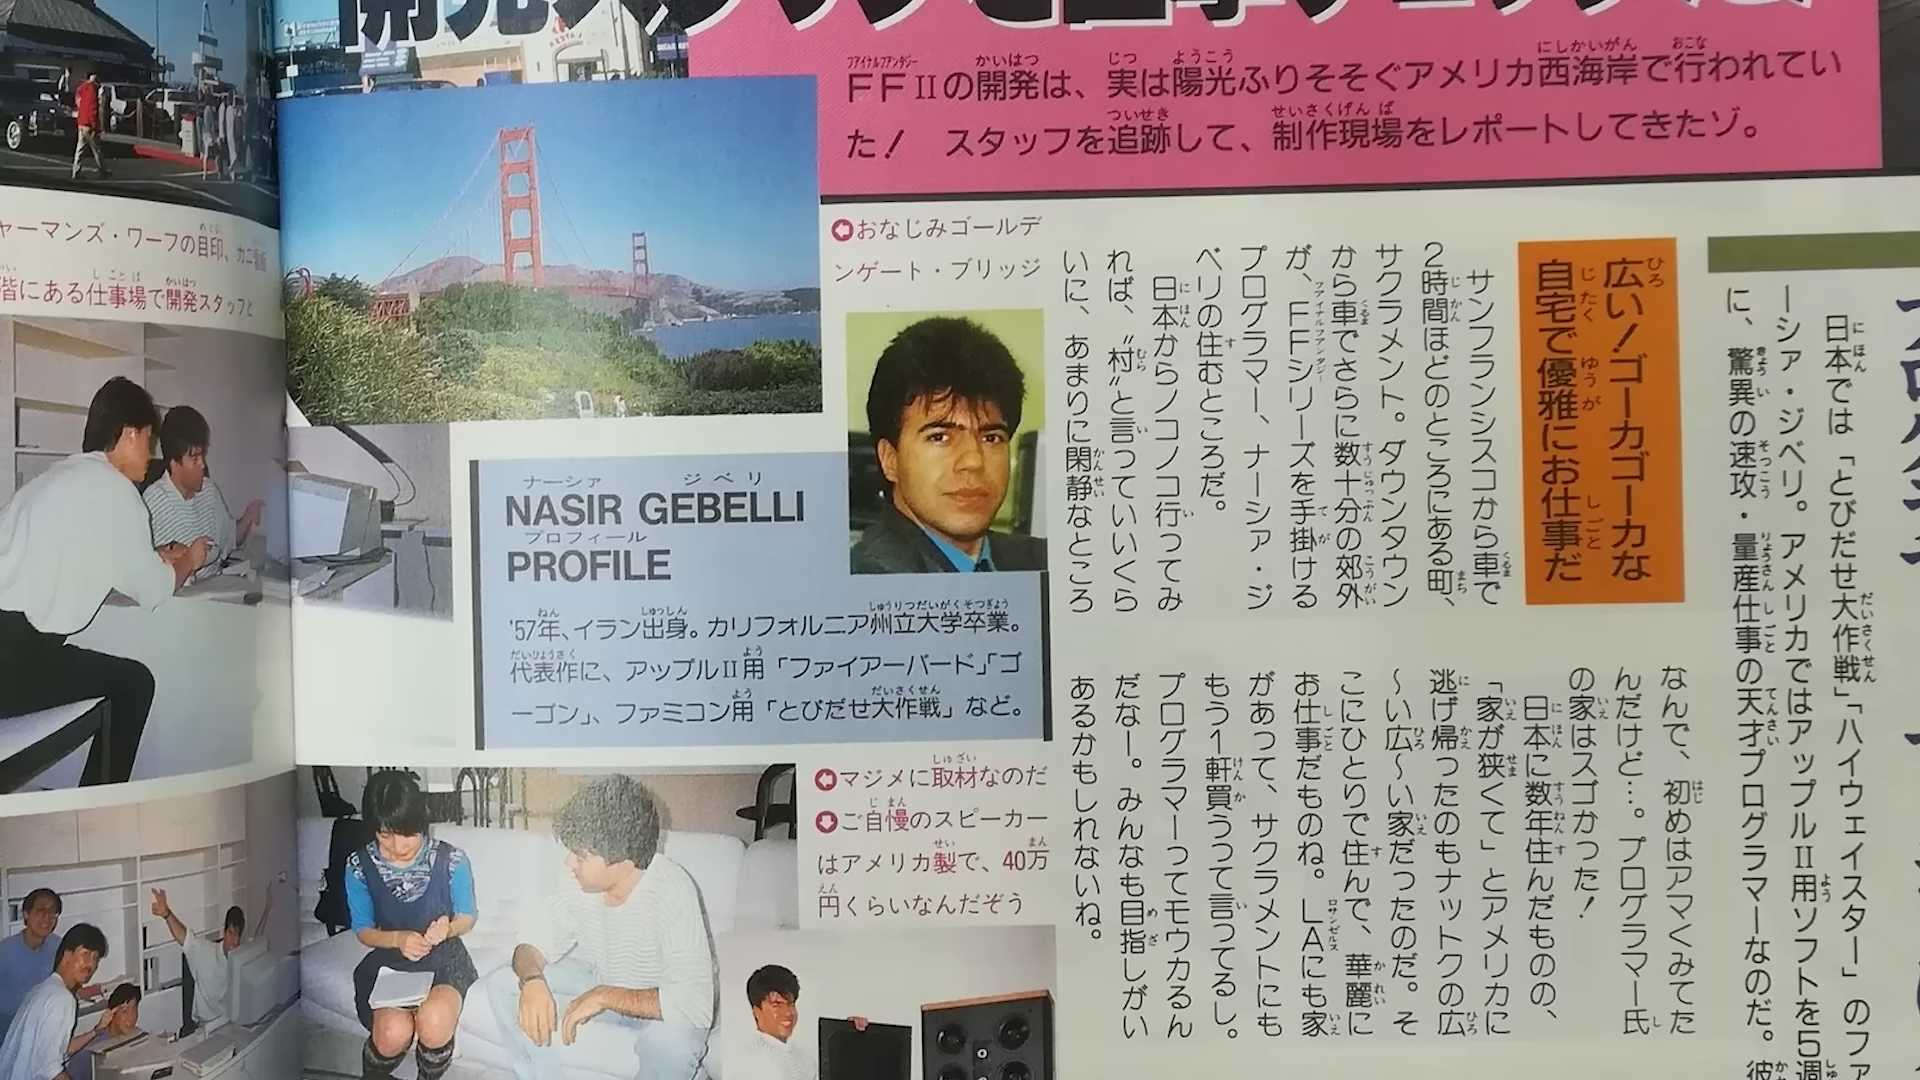 FFⅡの開発は、実は陽光ふりそそぐアメリカ西海岸で行われてい
た! スタッフを追跡して、制作現場をレポートしてきたゾ。
ャーマンズ・ワーフの目印、カニ看板
階にある仕事場で開発スタッフと
おなじみゴールデ
ンゲート・ブリッジ
NASIR GEBELLI
ナーシァ ジベリ
PROFILE
プロフィール
'57年、イラン出身。カリフォルニア州立大学卒業。
代表作に、アップルⅡ用「ファイアーバード」「ゴ
ーゴン」、ファミコン用「とびだせ大作戦」など。
マジメに取材なのだ
ご自慢のスピーカー
はアメリカ製で、40万
円くらいなんだぞう
日本では「とびだせ大作戦」「ハイウェイスター」のファ
ーシァ・ジベリ。アメリカではアップルⅡ用ソフトを5週
に、驚異の速攻・量産仕事の天才プログラマーなのだ。彼
広い!ゴーカゴーカな
自宅で優雅にお仕事だ
サンフランシスコから車で
2時間ほどのところにある町、
サクラメント。ダウンタウン
から車でさらに数十分の郊外
が、FFシリーズを手掛ける
プログラマー、ナーシァ・ジ
ベリの住むところだ。
日本からノコノコ行ってみ
れば、〝村〟と言っていいくら
いに、あまりに閑静なところ
なんで、初めはアマくみてた
んだけど…。プログラマー氏
の家はスゴかった!
日本に数年住んだものの、
「家が狭くて」とアメリカに
逃げ帰ったのもナットクの広
〜い広〜い家だったのだ。そ
こにひとりで住んで、華麗に
お仕事だものね。LAにも家
があって、サクラメントにも
もう1軒買うって言ってるし。
プログラマーってモウカるん
だなー。みんなも目指しがい
あるかもしれないね。